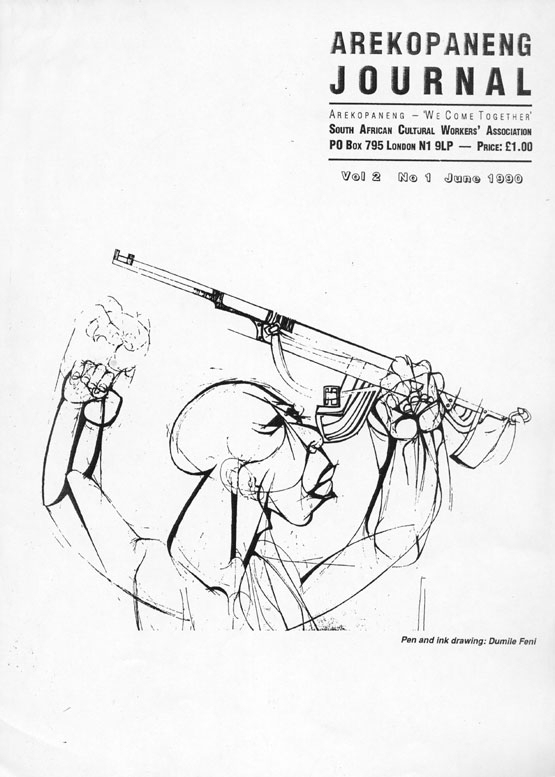 AREKOPANENG
JOURNAL
AREKOPANENG – 'WE COME TOGETHER'
SOUTH AFRICAN CULTURAL WORKERS' ASSOCIATION
PO BOX 795 LONDON N1 9LP — PRICE: £1.00
Vol 2 No 1 June 1990
Pen and ink drawing: Dumile Feni